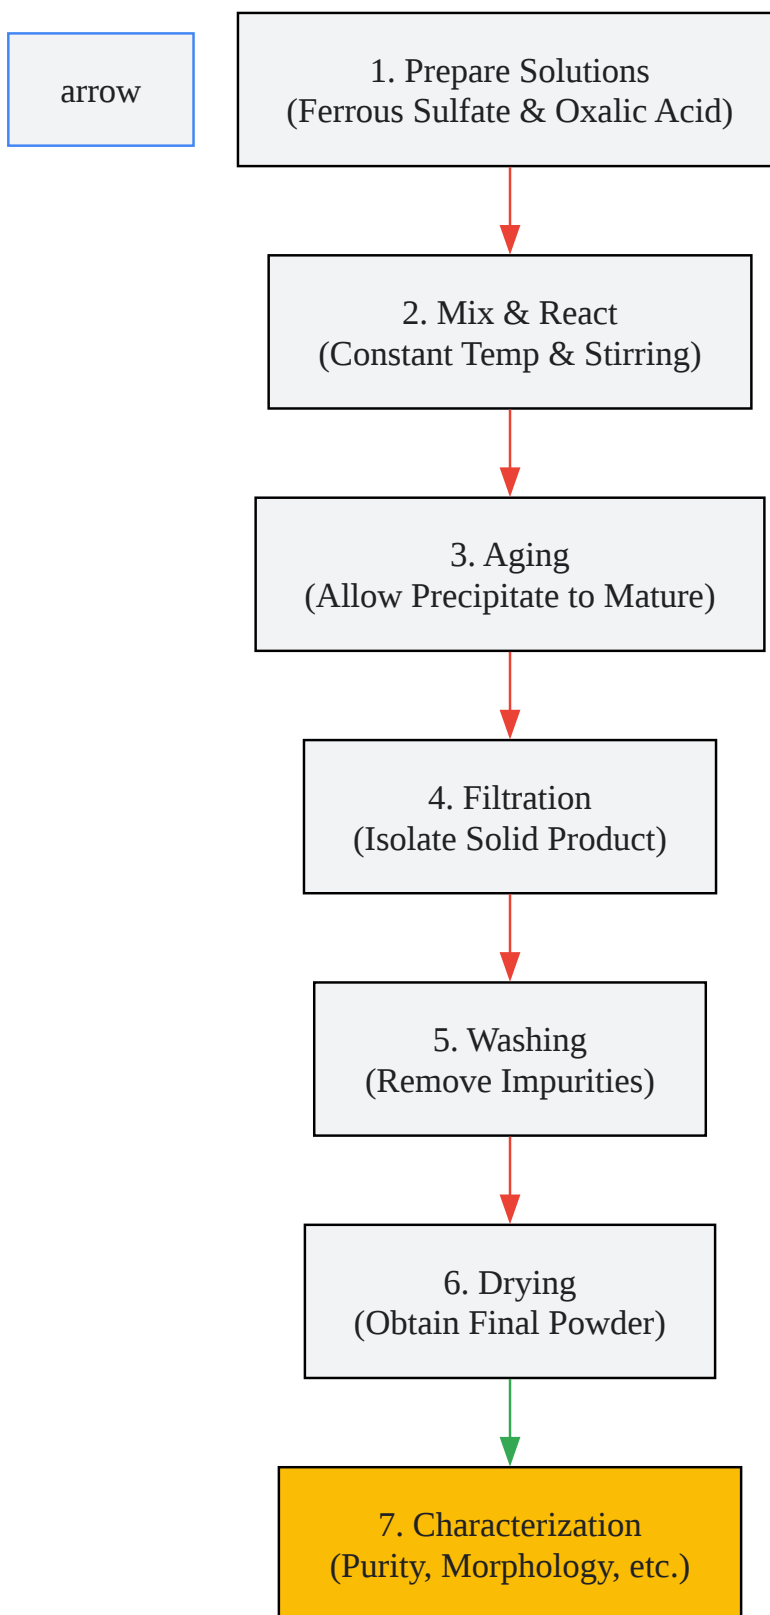 arrow
1. Prepare Solutions
(Ferrous Sulfate & Oxalic Acid)
2. Mix & React
(Constant Temp & Stirring)
3. Aging
(Allow Precipitate to Mature)
4. Filtration
(Isolate Solid Product)
5. Washing
(Remove Impurities)
6. Drying
(Obtain Final Powder)
7. Characterization
(Purity, Morphology, etc.)